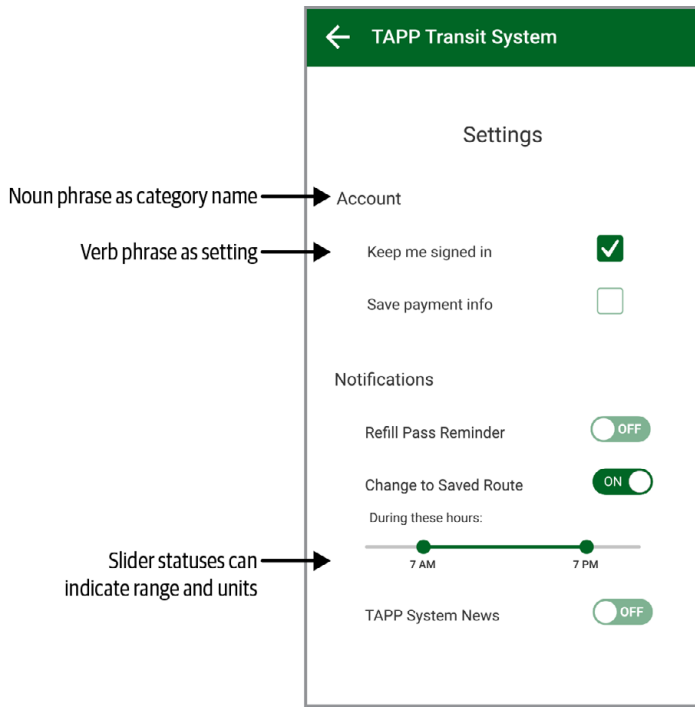 TAPP Transit System
Settings
Noun phrase as category name
Account
Verb phrase as setting
Keep me signed in
Save payment info
Notifications
Refill Pass Reminder
OFF
Change to Saved Route
ON
During these hours:
Slider statuses can
indicate range and units
7 AM
7 PM
TAPP System News
OFF